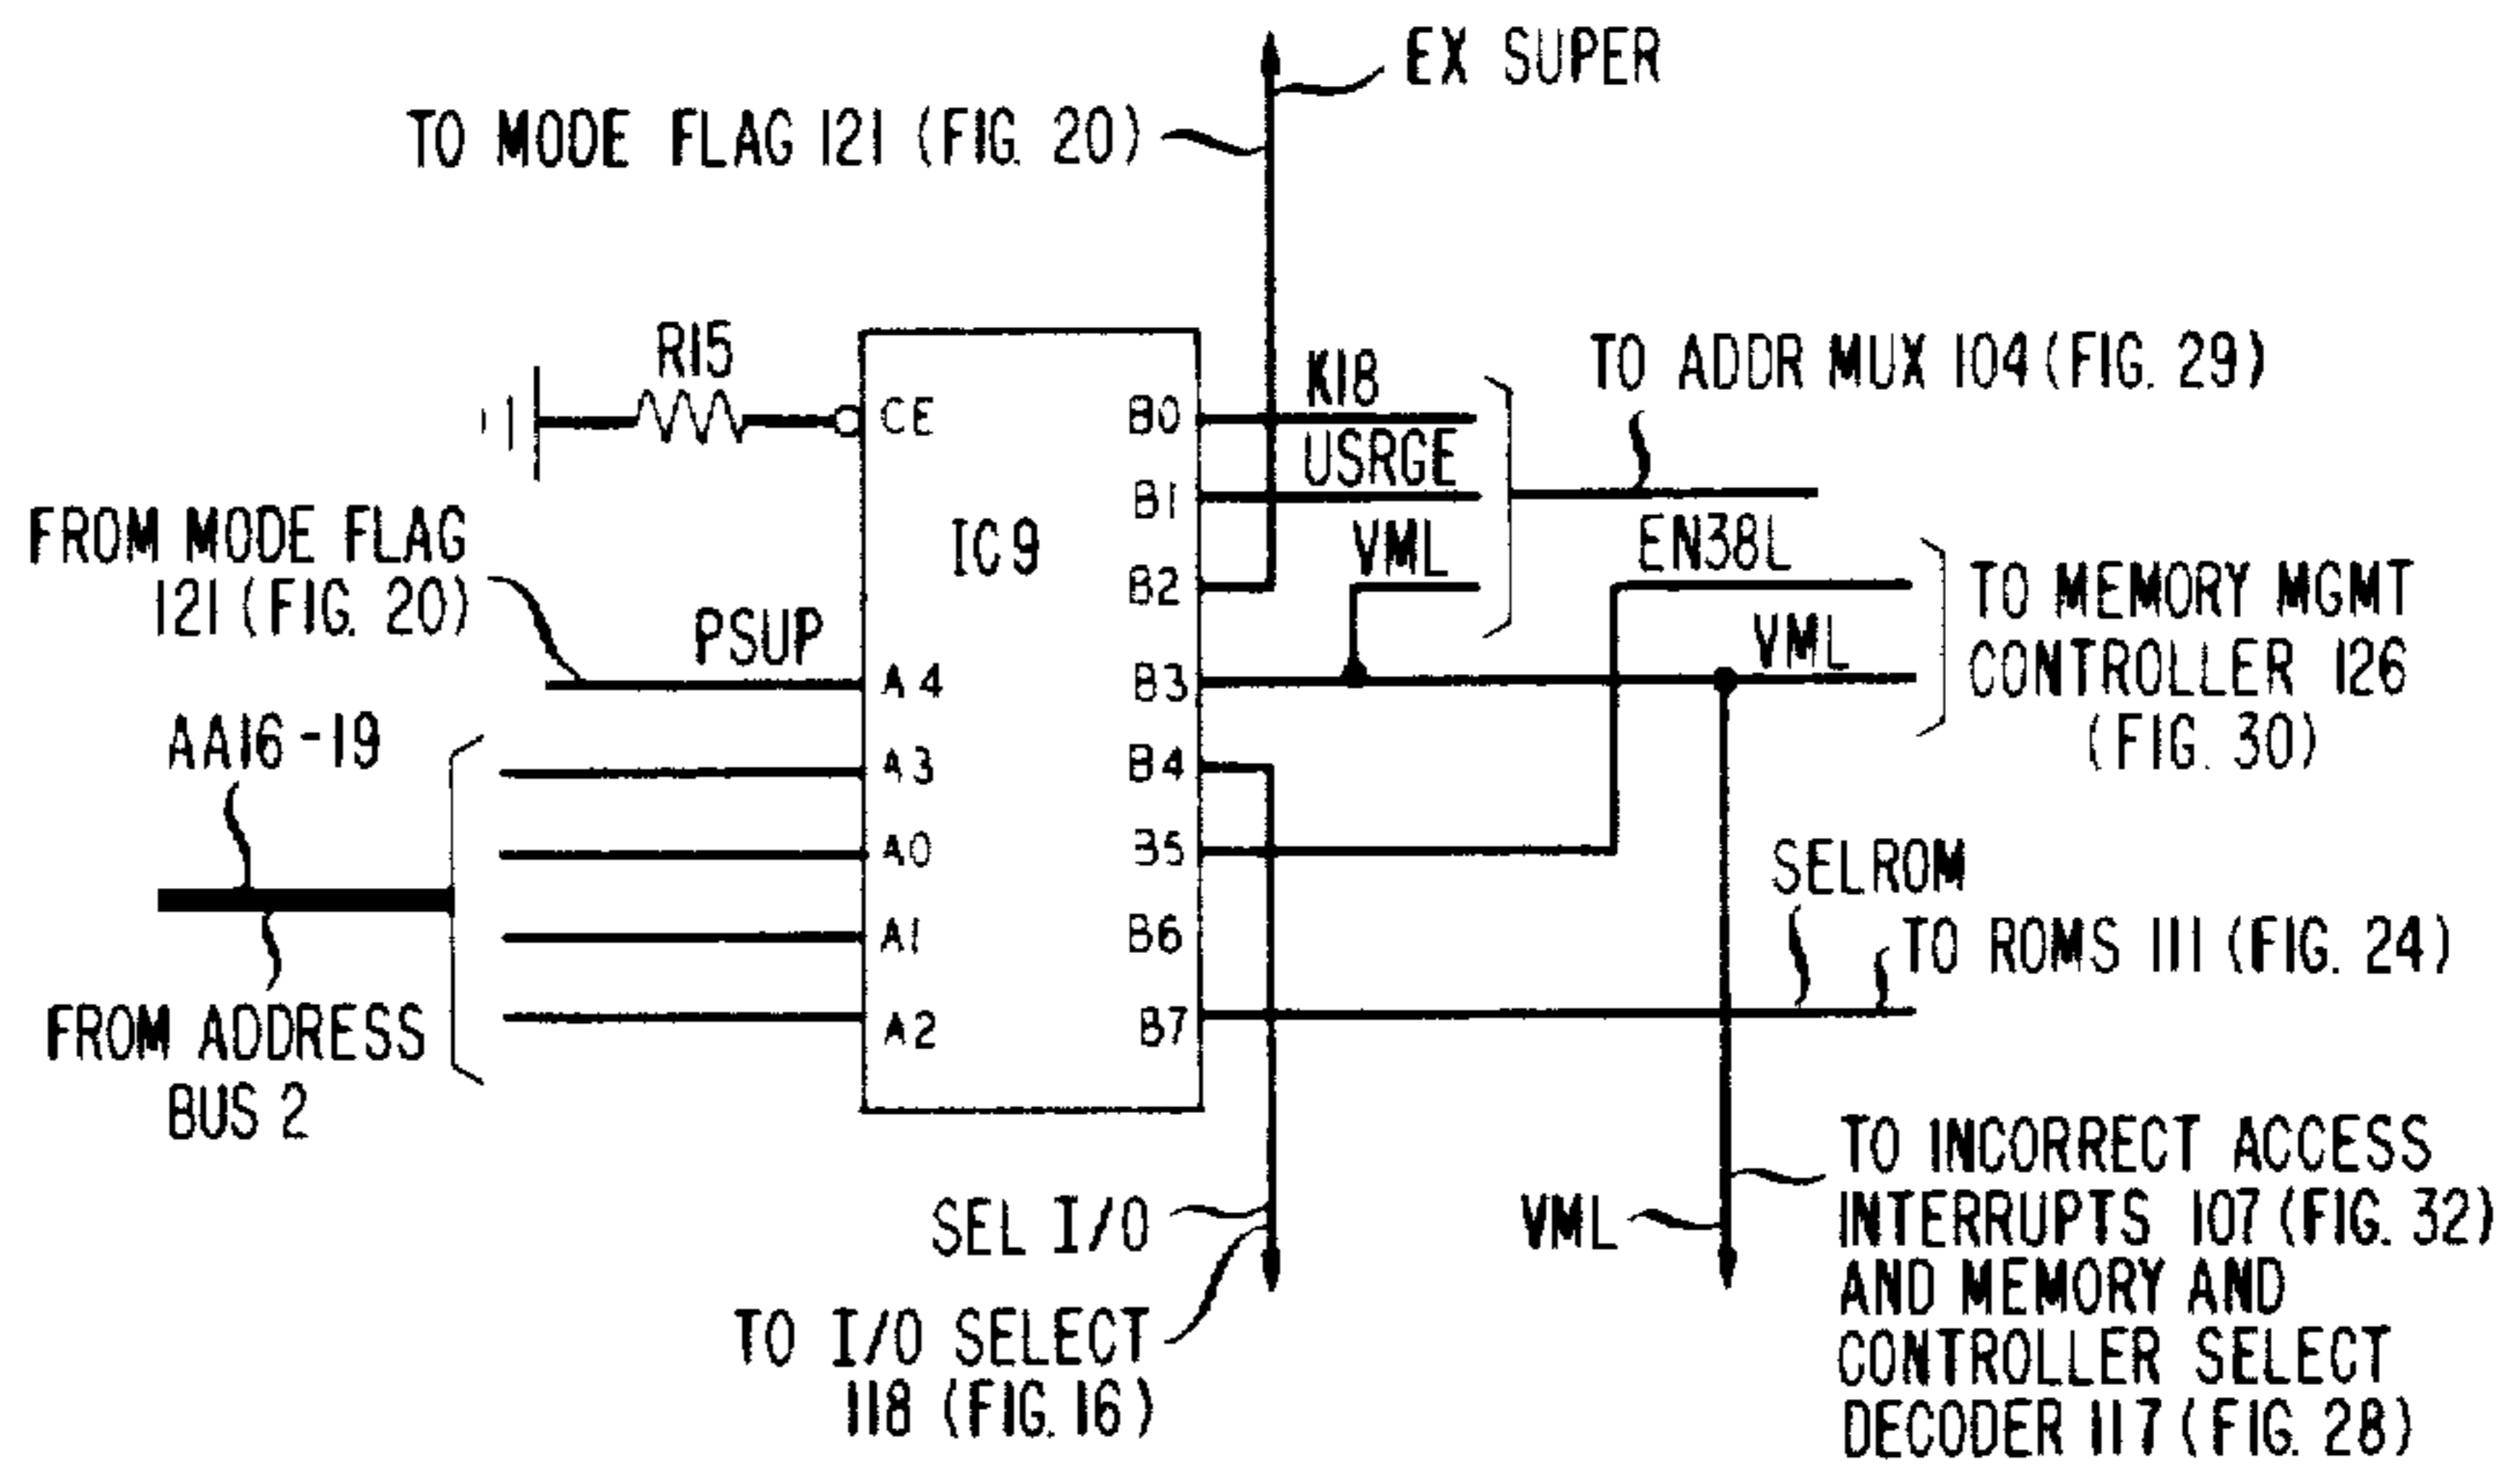 EX SUPER
TO MODE FLAG 121 (FIG. 20)
R15
K18
TO ADDR MUX 104 (FIG. 29)
CE
B0
USRGE
B1
FROM MODE FLAG
121 (FIG. 20)
IC9
VML
EN38L
B2
TO MEMORY MGMT
CONTROLLER 126
(FIG. 30)
PSUP
VML
A4
B3
AA16-19
A3
B4
A0
B5
SELROM
A1
B6
TO ROMS 111 (FIG. 24)
FROM ADDRESS
BUS 2
A2
B7
SEL I/O
VML
TO INCORRECT ACCESS
INTERRUPTS 107 (FIG. 32)
AND MEMORY AND
CONTROLLER SELECT
DECODER 117 (FIG. 28)
TO I/O SELECT
118 (FIG. 16)